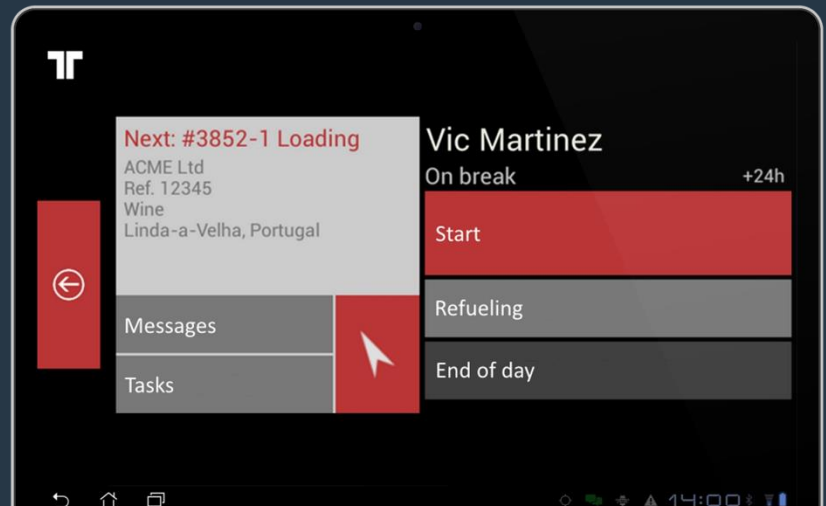 Next: #3852-1 Loading
ACME Ltd
Ref. 12345
Wine
Linda-a-Velha, Portugal
Messages
Tasks
Vic Martinez
On break +24h
Start
Refueling
End of day
14:00